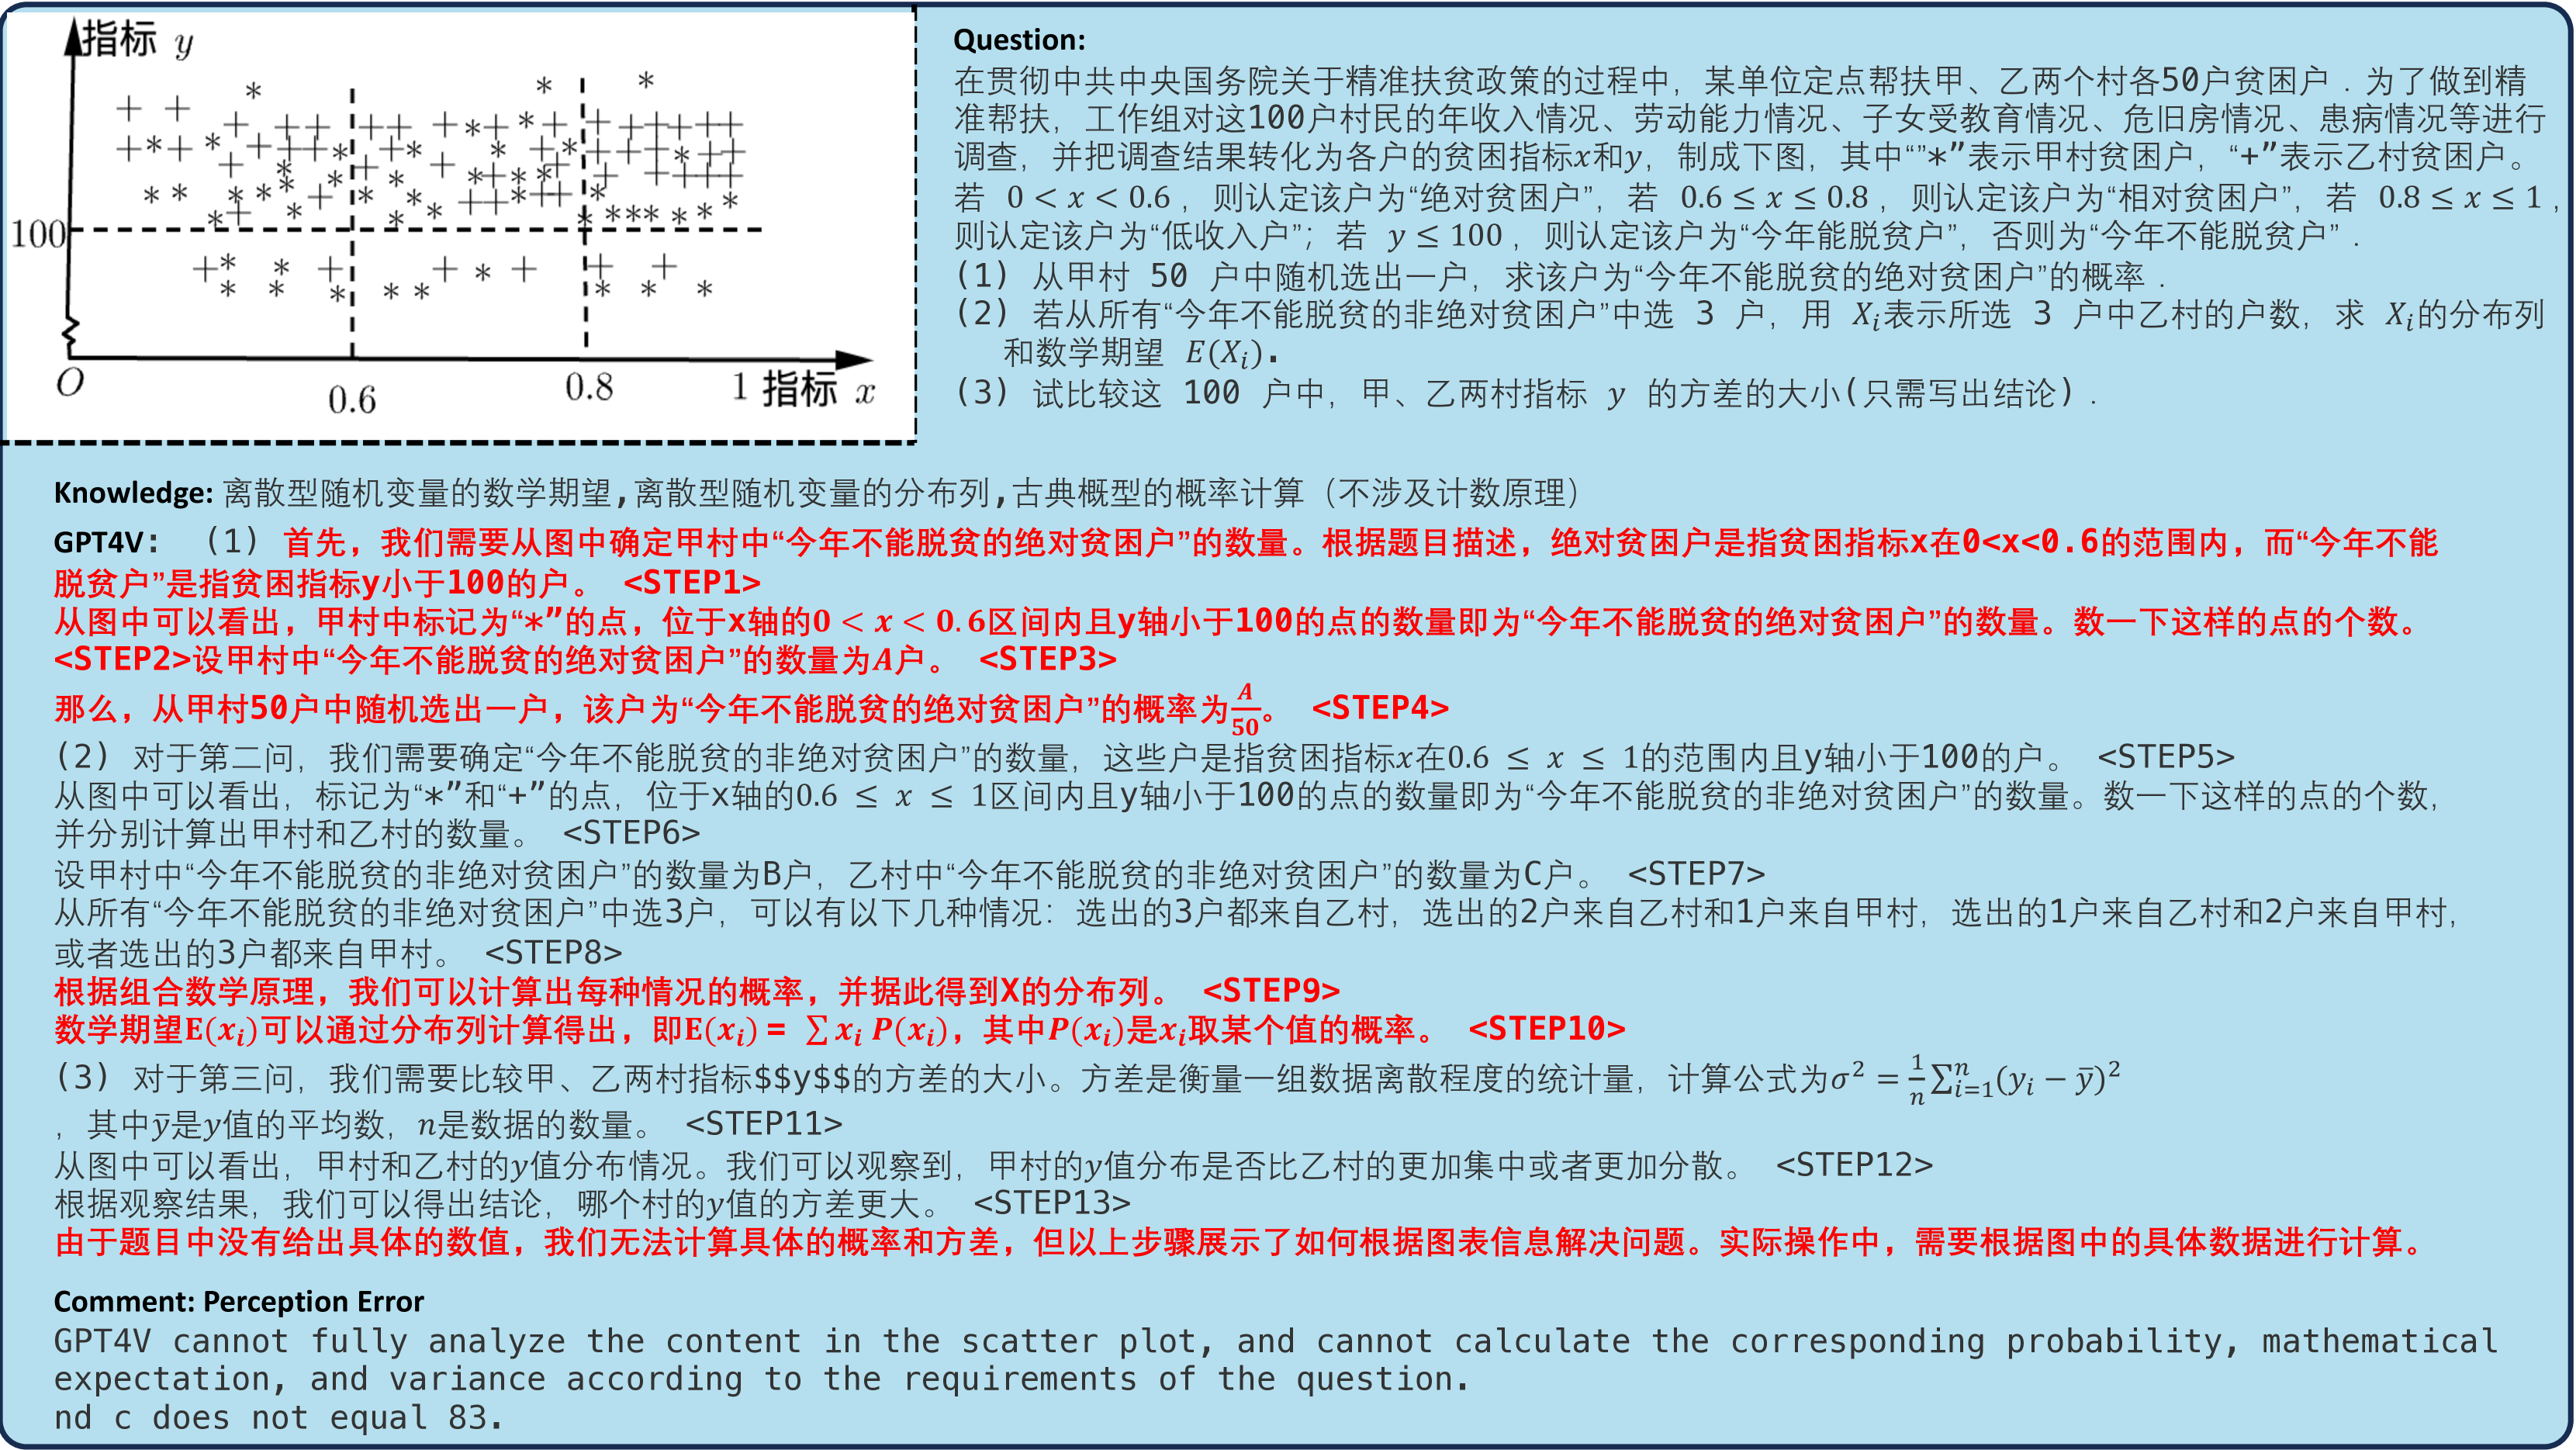 指标 y
100
O
0.6
0.8
1 指标 x
Question:
在贯彻中共中央国务院关于精准扶贫政策的过程中，某单位定点帮扶甲、乙两个村各50户贫困户．为了做到精
准帮扶，工作组对这100户村民的年收入情况、劳动能力情况、子女受教育情况、危旧房情况、患病情况等进行
调查，并把调查结果转化为各户的贫困指标x和y，制成下图，其中“”∗”表示甲村贫困户，“+”表示乙村贫困户。
若 0 < x < 0.6，则认定该户为“绝对贫困户”，若 0.6 ≤ x ≤ 0.8，则认定该户为“相对贫困户”，若 0.8 ≤ x ≤ 1，
则认定该户为“低收入户”；若 y ≤ 100，则认定该户为“今年能脱贫户”，否则为“今年不能脱贫户”．
(1) 从甲村 50 户中随机选出一户，求该户为“今年不能脱贫的绝对贫困户”的概率．
(2) 若从所有“今年不能脱贫的非绝对贫困户”中选 3 户，用 Xᵢ表示所选 3 户中乙村的户数，求 Xᵢ的分布列
和数学期望 E(Xᵢ).
(3) 试比较这 100 户中，甲、乙两村指标 y 的方差的大小(只需写出结论)．
Knowledge: 离散型随机变量的数学期望,离散型随机变量的分布列,古典概型的概率计算（不涉及计数原理）
GPT4V: (1) 首先，我们需要从图中确定甲村中“今年不能脱贫的绝对贫困户”的数量。根据题目描述，绝对贫困户是指贫困指标x在0<x<0.6的范围内，而“今年不能
脱贫户”是指贫困指标y小于100的户。 <STEP1>
从图中可以看出，甲村中标记为“∗”的点，位于x轴的0 < x < 0.6区间内且y轴小于100的点的数量即为“今年不能脱贫的绝对贫困户”的数量。数一下这样的点的个数。
<STEP2>设甲村中“今年不能脱贫的绝对贫困户”的数量为A户。 <STEP3>
那么，从甲村50户中随机选出一户，该户为“今年不能脱贫的绝对贫困户”的概率为A/50。 <STEP4>
(2) 对于第二问，我们需要确定“今年不能脱贫的非绝对贫困户”的数量，这些户是指贫困指标x在0.6 ≤ x ≤ 1的范围内且y轴小于100的户。 <STEP5>
从图中可以看出，标记为“∗”和“+”的点，位于x轴的0.6 ≤ x ≤ 1区间内且y轴小于100的点的数量即为“今年不能脱贫的非绝对贫困户”的数量。数一下这样的点的个数，
并分别计算出甲村和乙村的数量。 <STEP6>
设甲村中“今年不能脱贫的非绝对贫困户”的数量为B户，乙村中“今年不能脱贫的非绝对贫困户”的数量为C户。 <STEP7>
从所有“今年不能脱贫的非绝对贫困户”中选3户，可以有以下几种情况：选出的3户都来自乙村，选出的2户来自乙村和1户来自甲村，选出的1户来自乙村和2户来自甲村，
或者选出的3户都来自甲村。 <STEP8>
根据组合数学原理，我们可以计算出每种情况的概率，并据此得到X的分布列。 <STEP9>
数学期望E(xᵢ)可以通过分布列计算得出，即E(xᵢ) = ∑ xᵢ P(xᵢ)，其中P(xᵢ)是xᵢ取某个值的概率。 <STEP10>
(3) 对于第三问，我们需要比较甲、乙两村指标$$y$$的方差的大小。方差是衡量一组数据离散程度的统计量，计算公式为σ² = 1/n ∑ⁿᵢ₌₁(yᵢ − ȳ)²
，其中ȳ是y值的平均数，n是数据的数量。 <STEP11>
从图中可以看出，甲村和乙村的y值分布情况。我们可以观察到，甲村的y值分布是否比乙村的更加集中或者更加分散。 <STEP12>
根据观察结果，我们可以得出结论，哪个村的y值的方差更大。 <STEP13>
由于题目中没有给出具体的数值，我们无法计算具体的概率和方差，但以上步骤展示了如何根据图表信息解决问题。实际操作中，需要根据图中的具体数据进行计算。
Comment: Perception Error
GPT4V cannot fully analyze the content in the scatter plot, and cannot calculate the corresponding probability, mathematical
expectation, and variance according to the requirements of the question.
nd c does not equal 83.